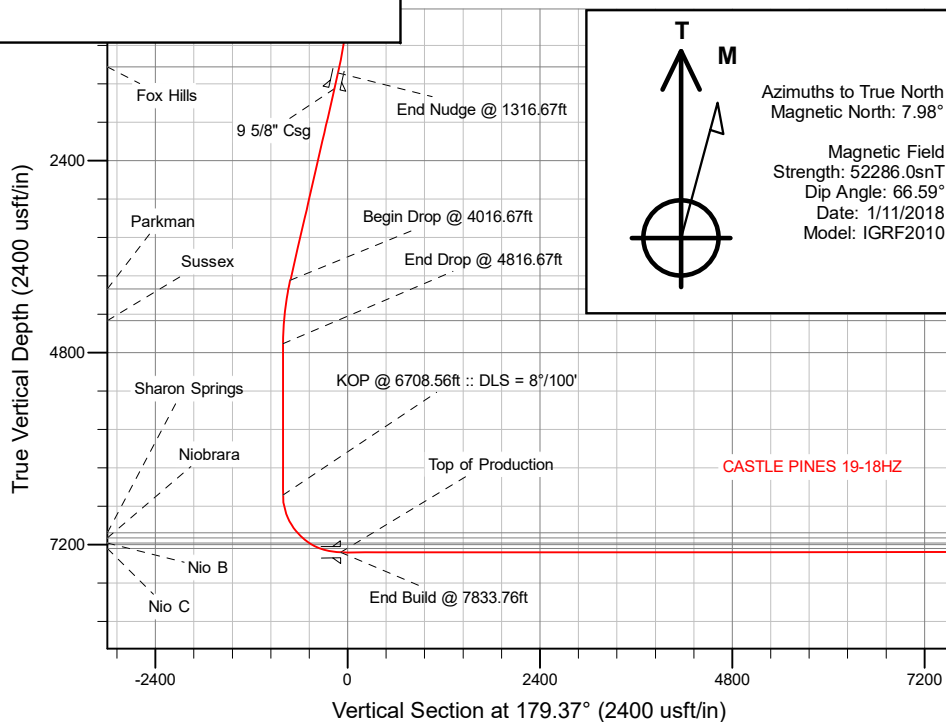 T
M
Azimuths to True North
Magnetic North: 7.98°
Magnetic Field
Strength: 52286.0snT
Dip Angle: 66.59°
Date: 1/11/2018
Model: IGRF2010
Fox Hills
9 5/8" Csg
End Nudge @ 1316.67ft
2400
Parkman
Begin Drop @ 4016.67ft
Sussex
End Drop @ 4816.67ft
4800
Sharon Springs
KOP @ 6708.56ft :: DLS = 8°/100'
Niobrara
Top of Production
CASTLE PINES 19-18HZ
7200
Nio B
End Build @ 7833.76ft
Nio C
True Vertical Depth (2400 usft/in)
-2400
0
2400
4800
7200
Vertical Section at 179.37° (2400 usft/in)